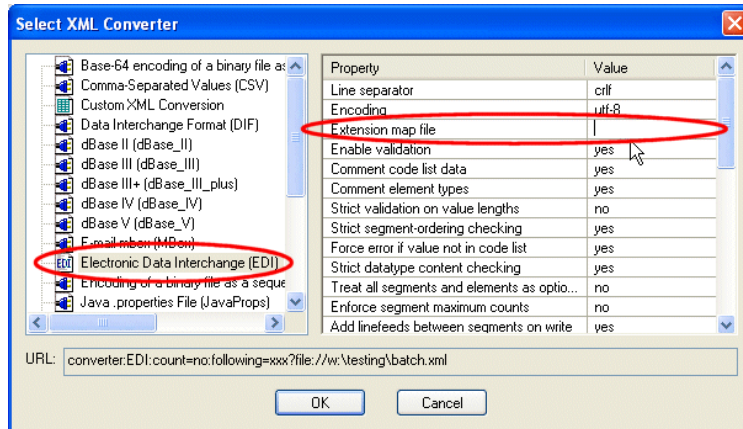 Select XML Converter
Base-64 encoding of a binary file as
Comma-Separated Values (CSV)
Custom XML Conversion
Data Interchange Format (DIF)
dBase II (dBase_II)
dBase III (dBase_III)
dBase III+ (dBase_III_plus)
dBase IV (dBase_IV)
dBase V (dBase_V)
E-mail mbox (MBox)
EDI Electronic Data Interchange (EDI)
Encoding of a binary file as a seque
Java .properties File (JavaProps)
Property Value
Line separator crlf
Encoding utf-8
Extension map file
Enable validation yes
Comment code list data yes
Comment element types yes
Strict validation on value lengths no
Strict segment-ordering checking yes
Force error if value not in code list yes
Strict datatype content checking yes
Treat all segments and elements as optio... no
Enforce segment maximum counts no
Add linefeeds between segments on write yes
URL: converter:EDI:count=no:following=xxx?file://w:\testing\batch.xml
OK Cancel